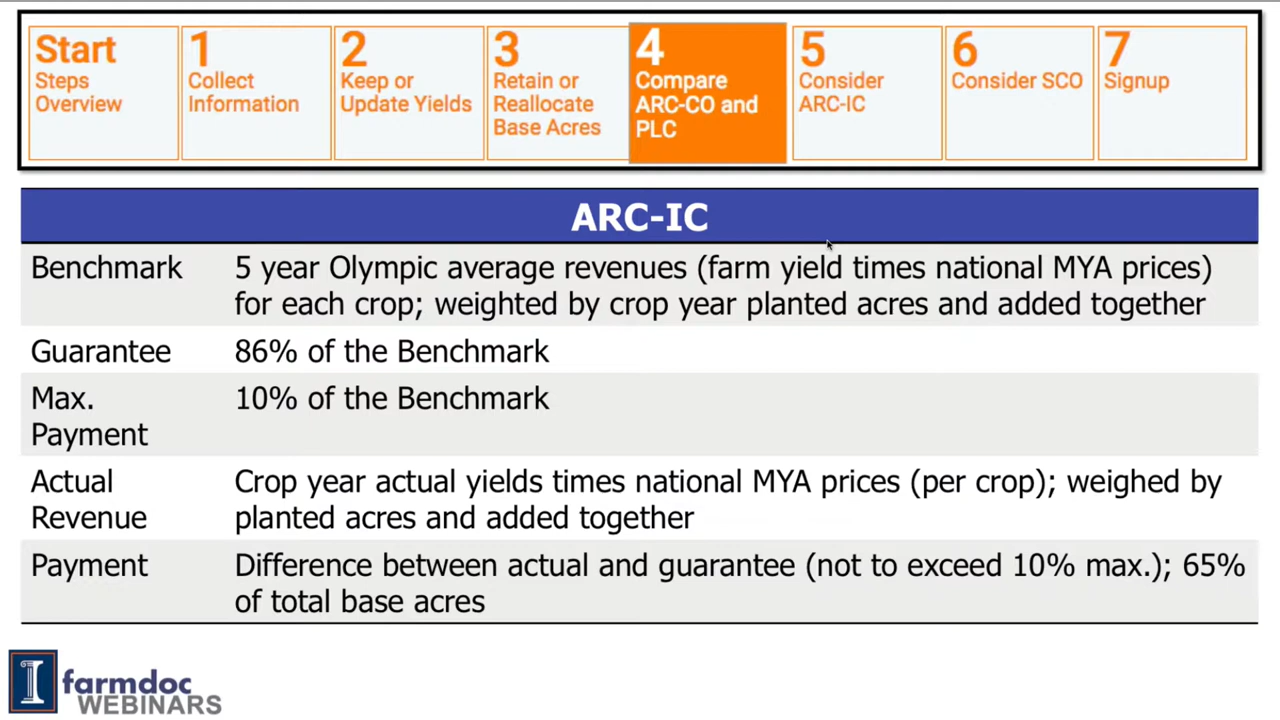 Start
Steps
Overview
1
Collect
Information
2
Keep or
Update Yields
3
Retain or
Reallocate
Base Acres
4
Compare
ARC-CO and
PLC
5
Consider
ARC-IC
6
Consider SCO
7
Signup
ARC-IC
Benchmark
5 year Olympic average revenues (farm yield times national MYA prices)
for each crop; weighted by crop year planted acres and added together
Guarantee
86% of the Benchmark
Max.
Payment
10% of the Benchmark
Actual
Revenue
Crop year actual yields times national MYA prices (per crop); weighed by
planted acres and added together
Payment
Difference between actual and guarantee (not to exceed 10% max.); 65%
of total base acres
I
farmdoc
WEBINARS